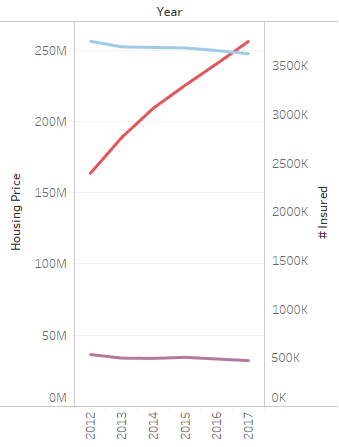 Year
250M
200M
150M
100M
50M
0M
Housing Price
3500K
3000K
2500K
2000K
1500K
1000K
500K
0K
# Insured
2012
2013
2014
2015
2016
2017